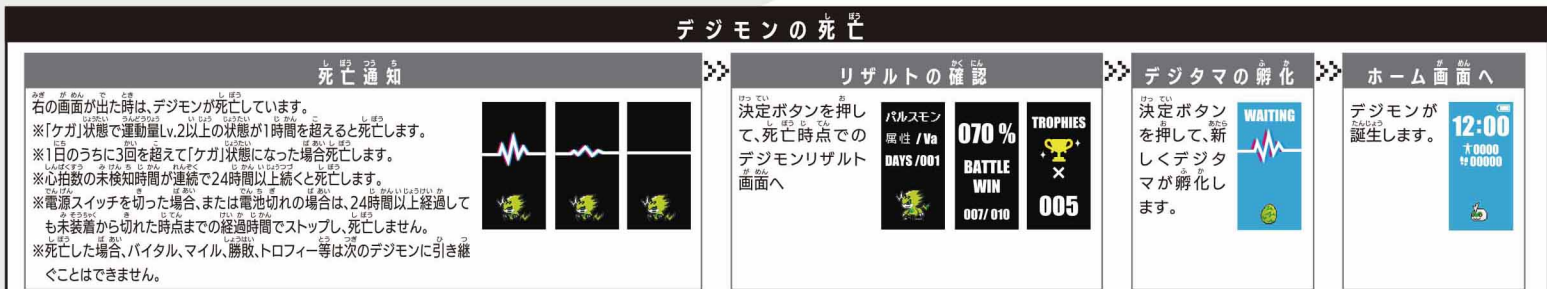 デジモンの死亡
死亡通知
右の画面が出た時は、デジモンが死亡しています。
※「ケガ」状態で運動量Lv.2以上の状態が1時間を超えると死亡します。
※1日のうちに3回を超えて「ケガ」状態になった場合死亡します。
※心拍数の未検知時間が連続で24時間以上続くと死亡します。
※電源スイッチを切った場合、または電池切れの場合は、24時間以上経過して
も未装着から切れた時点までの経過時間でストップし、死亡しません。
※死亡した場合、バイタル、マイル、勝敗、トロフィー等は次のデジモンに引き継
ぐことはできません。
リザルトの確認
決定ボタンを押し
て、死亡時点での
デジモンリザルト
画面へ
パルスモン
属性 / Va
DAYS /001
070 %
BATTLE
WIN
007/ 010
TROPHIES
×
005
デジタマの孵化
決定ボタン
を押して、新
しくデジタ
マが孵化し
ます。
WAITING
ホーム画面へ
デジモンが
誕生します。
12:00
0000
00000